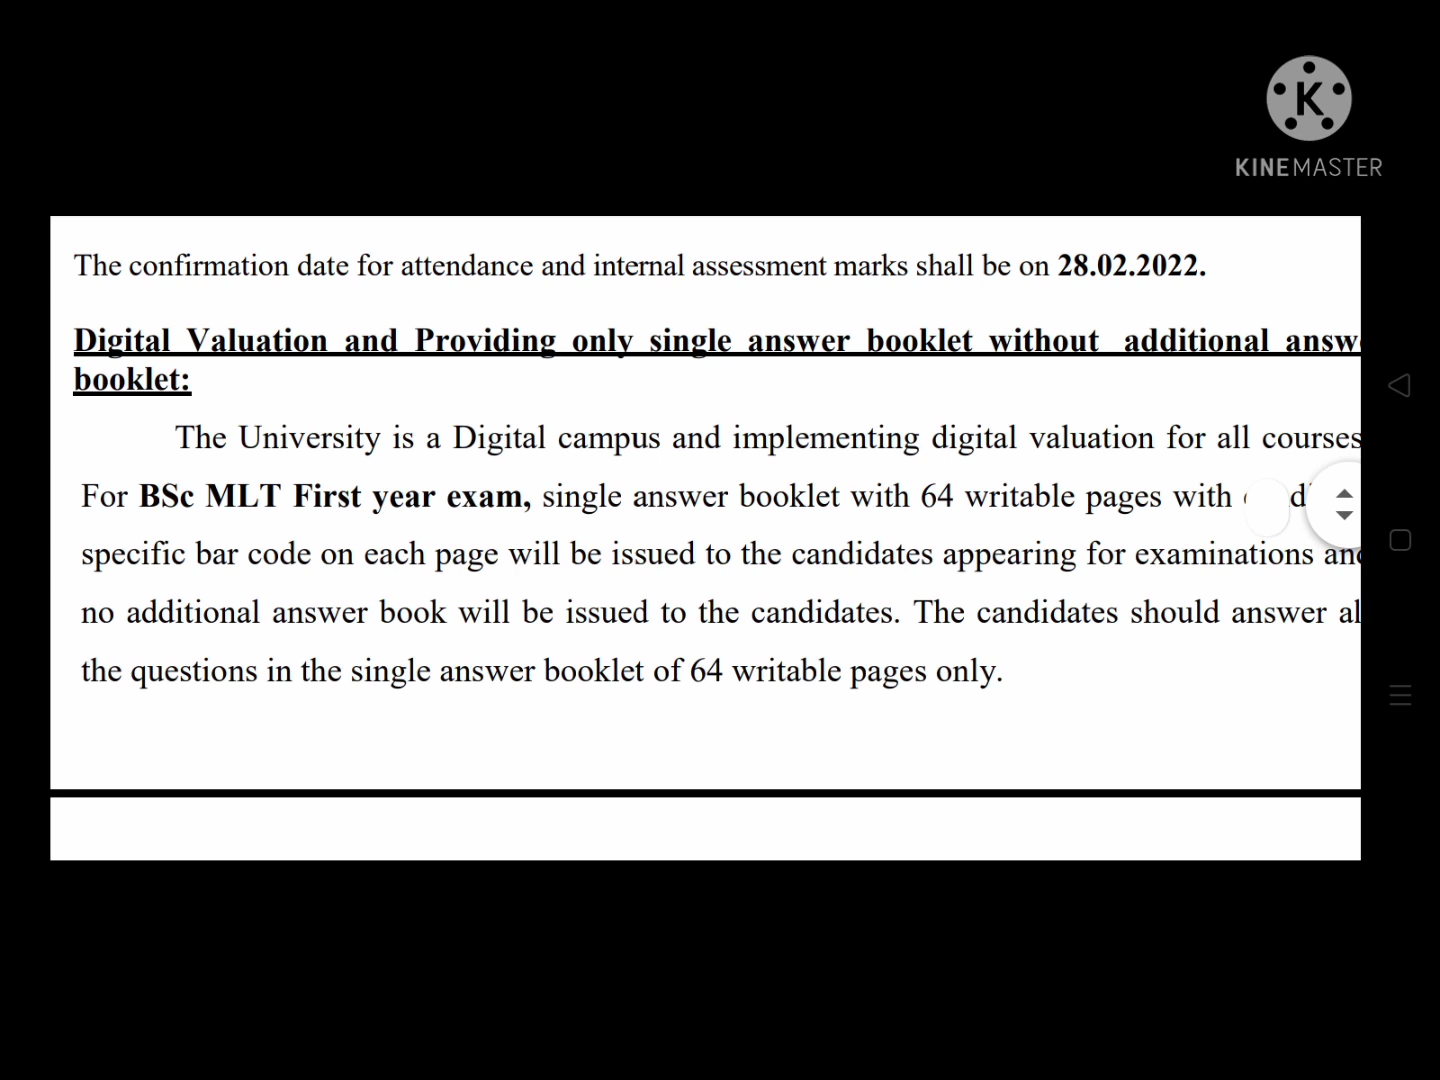 K
KINEMASTER
The confirmation date for attendance and internal assessment marks shall be on 28.02.2022.
Digital Valuation and Providing only single answer booklet without additional answ
booklet:
The University is a Digital campus and implementing digital valuation for all courses
For BSc MLT First year exam, single answer booklet with 64 writable pages with
specific bar code on each page will be issued to the candidates appearing for examinations and
no additional answer book will be issued to the candidates. The candidates should answer al
the questions in the single answer booklet of 64 writable pages only.